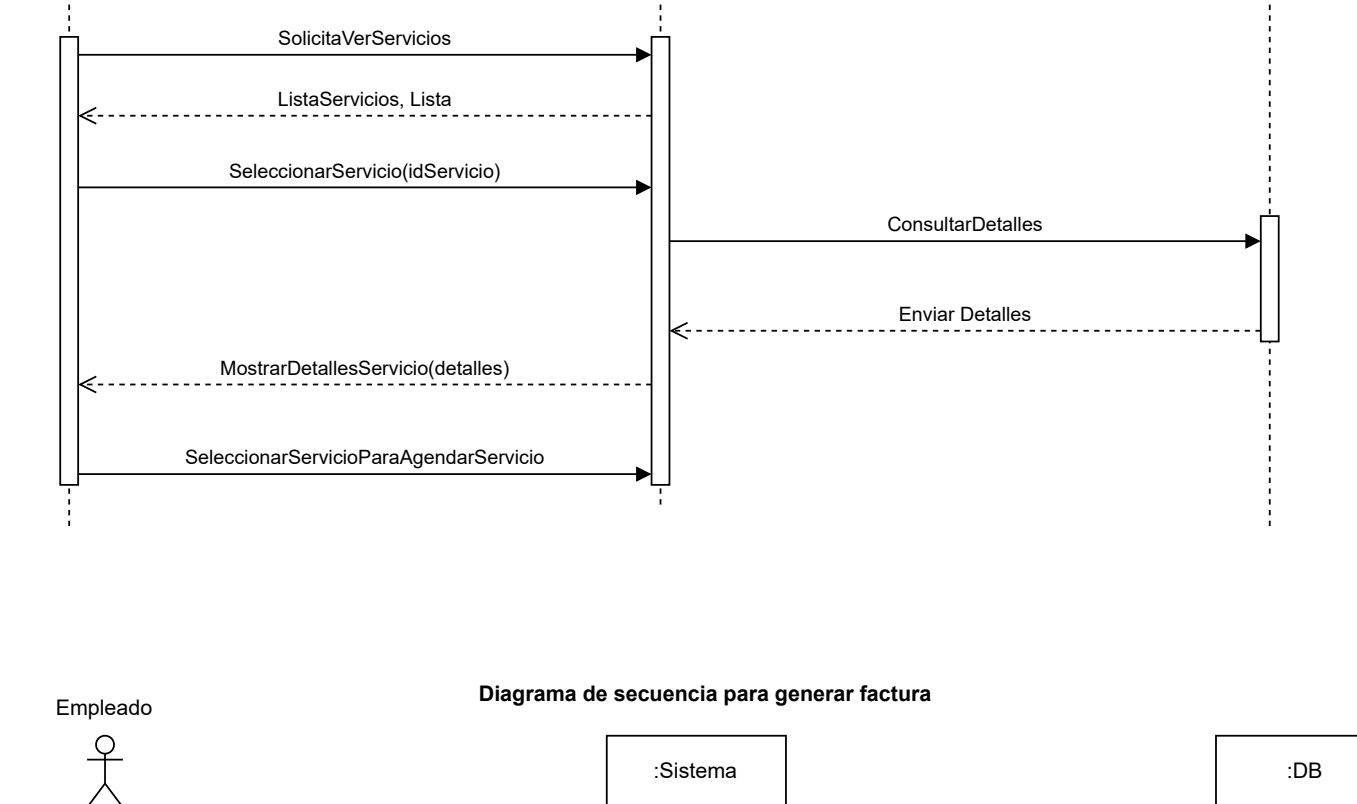 SolicitaVerServicios
ListaServicios, Lista
SeleccionarServicio(idServicio)
ConsultarDetalles
Enviar Detalles
MostrarDetallesServicio(detalles)
SeleccionarServicioParaAgendarServicio
Diagrama de secuencia para generar factura
Empleado
:Sistema
:DB